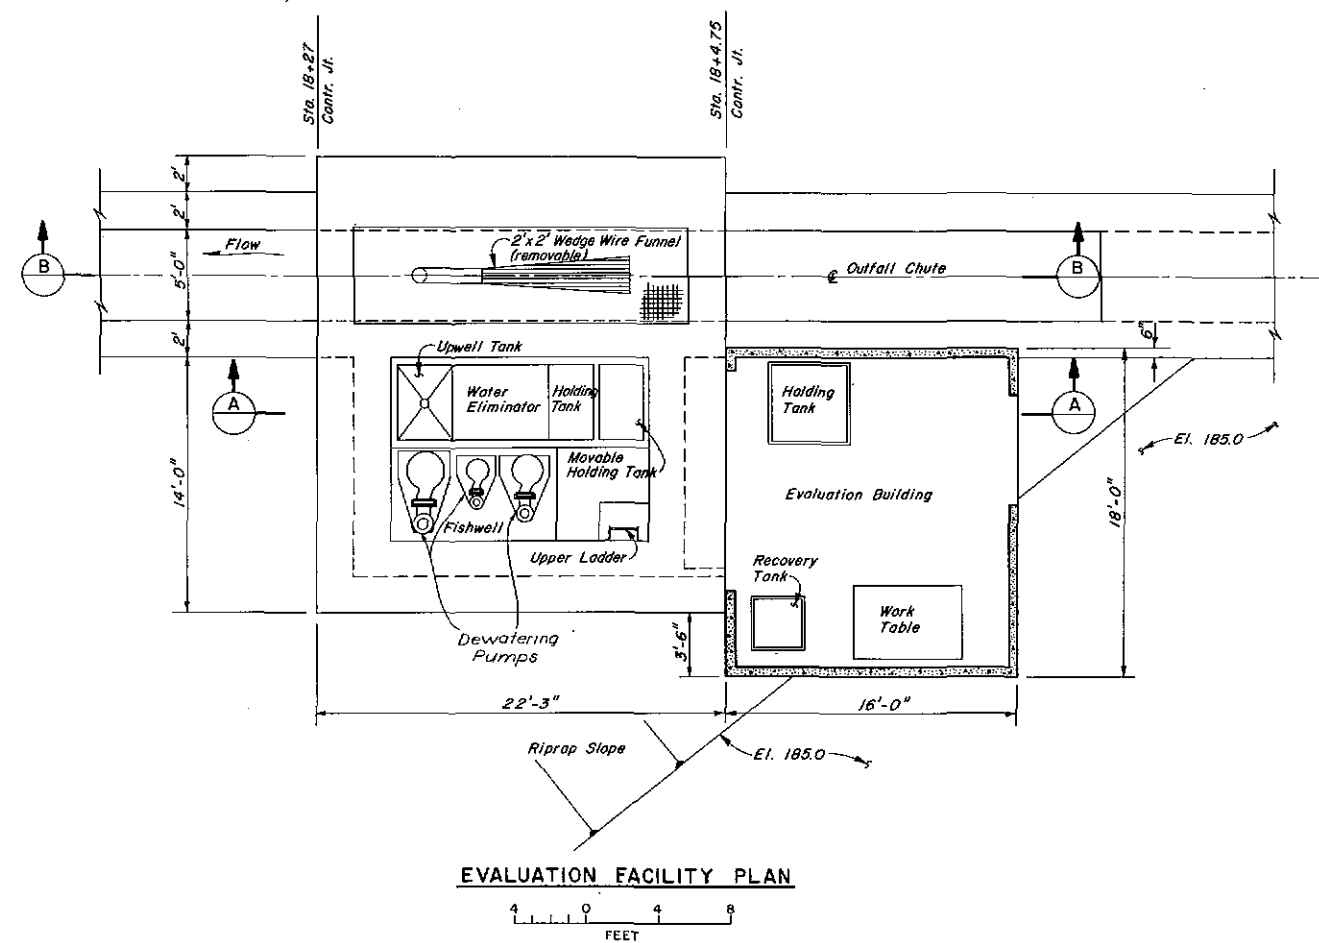 Sta. 18+27
Contr. Jt.
Sta. 18+4.75
Contr. Jt.
2'
2'
5'-0"
2'
14'-0"
Flow
2'x2' Wedge Wire Funnel
(removable)
B
B
℄ Outfall Chute
6"
Upwell Tank
A
Water
Eliminator
Holding
Tank
Holding
Tank
A
El. 185.0
Movable
Holding Tank
Evaluation Building
18'-0"
Fishwell
Upper Ladder
Recovery
Tank
Work
Table
Dewatering
Pumps
3'-6"
22'-3"
16'-0"
Riprap Slope
El. 185.0
EVALUATION FACILITY PLAN
4 0 4 8
FEET